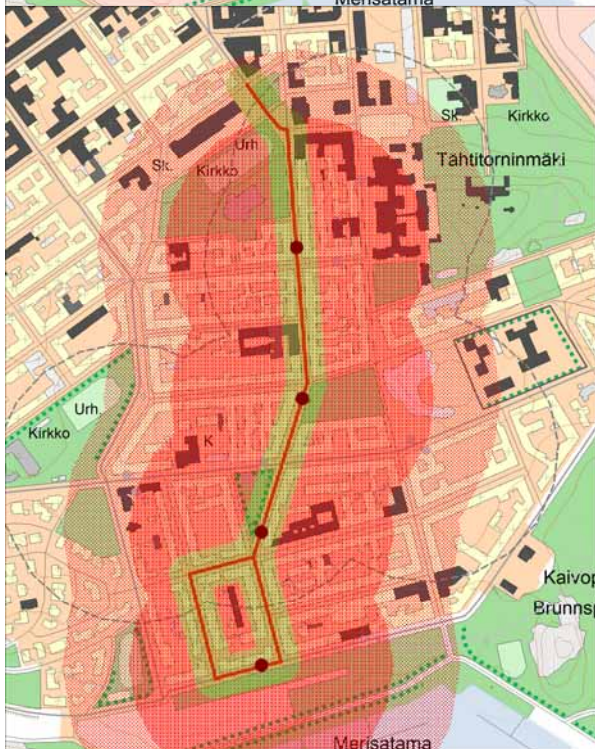 Merisatama
Sk.
Kirkko
Urh
Tähtitorninmäki
Sk.
Kirkko
Urh.
Kirkko
K
Kaivop
Brunnsp
Merisatama